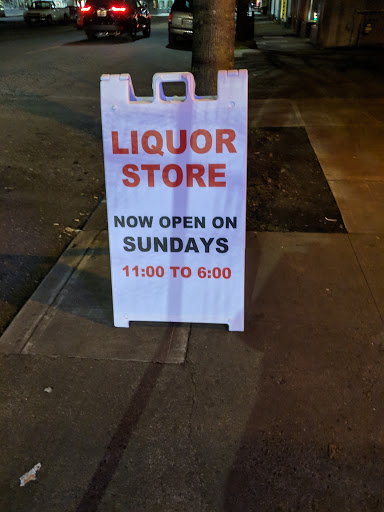 LIQUOR
STORE
NOW OPEN ON
SUNDAYS
11:00 TO 6:00